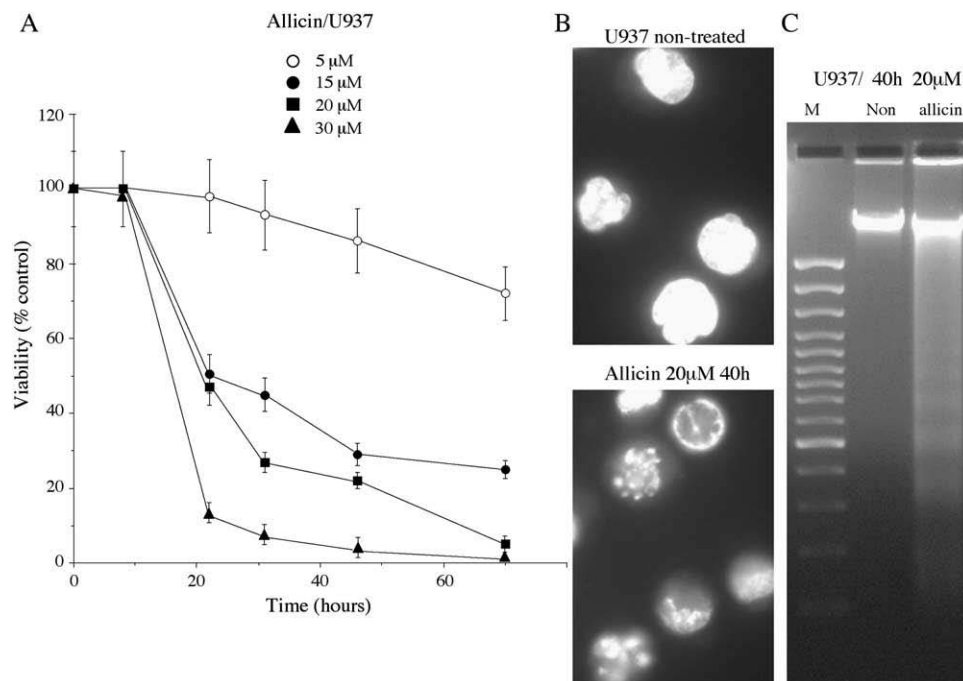 A
Allicin/U937
5 µM
15 µM
20 µM
30 µM
120
100
80
60
40
20
0
Viability (% control)
0
20
40
60
Time (hours)
B
U937 non-treated
Allicin 20µM 40h
C
U937/ 40h 20µM
M Non allicin